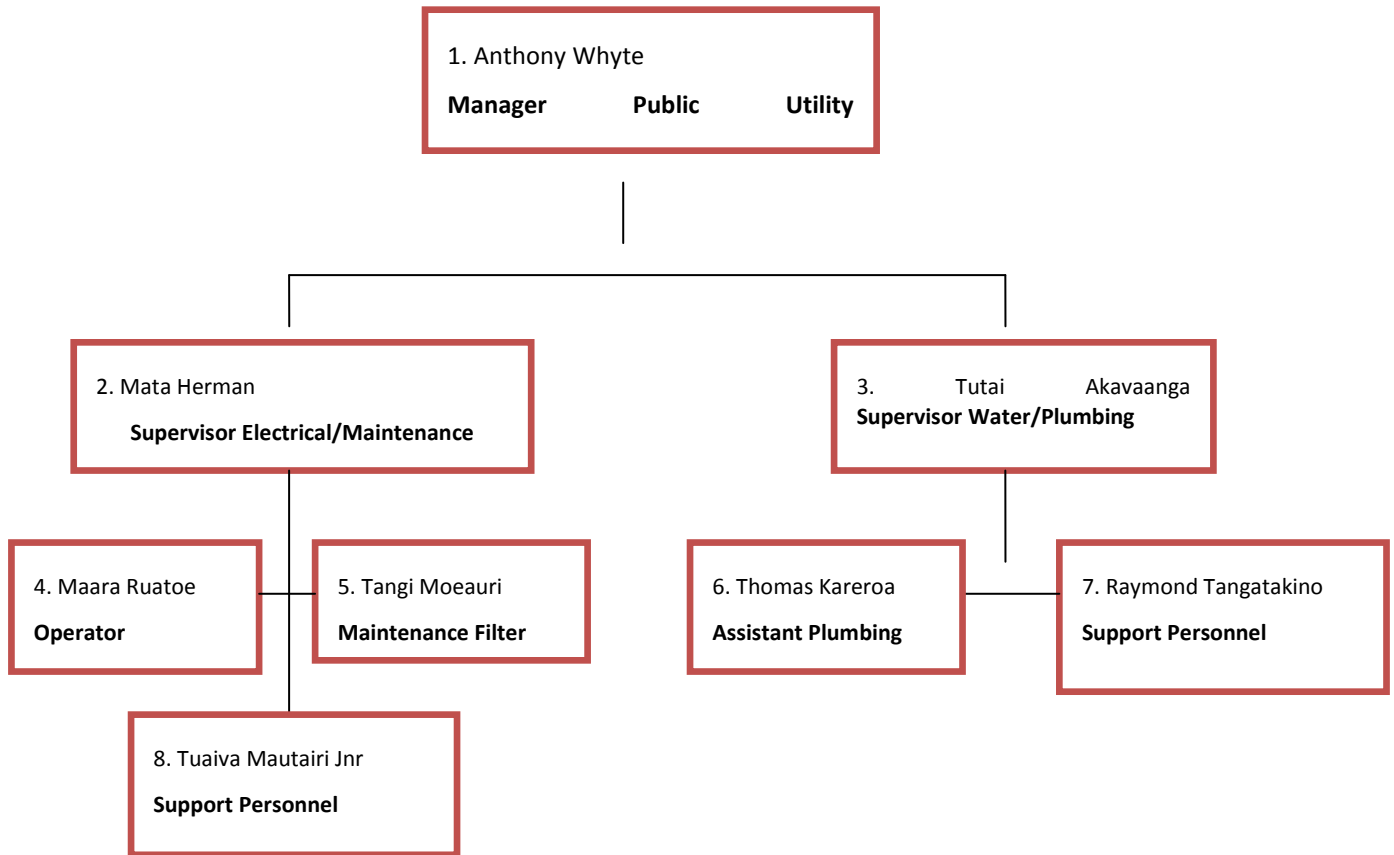 1. Anthony Whyte
Manager Public Utility
2. Mata Herman
Supervisor Electrical/Maintenance
3. Tutai Akavaanga
Supervisor Water/Plumbing
4. Maara Ruatoe
Operator
5. Tangi Moeauri
Maintenance Filter
6. Thomas Kareroa
Assistant Plumbing
7. Raymond Tangatakino
Support Personnel
8. Tuaiva Mautairi Jnr
Support Personnel